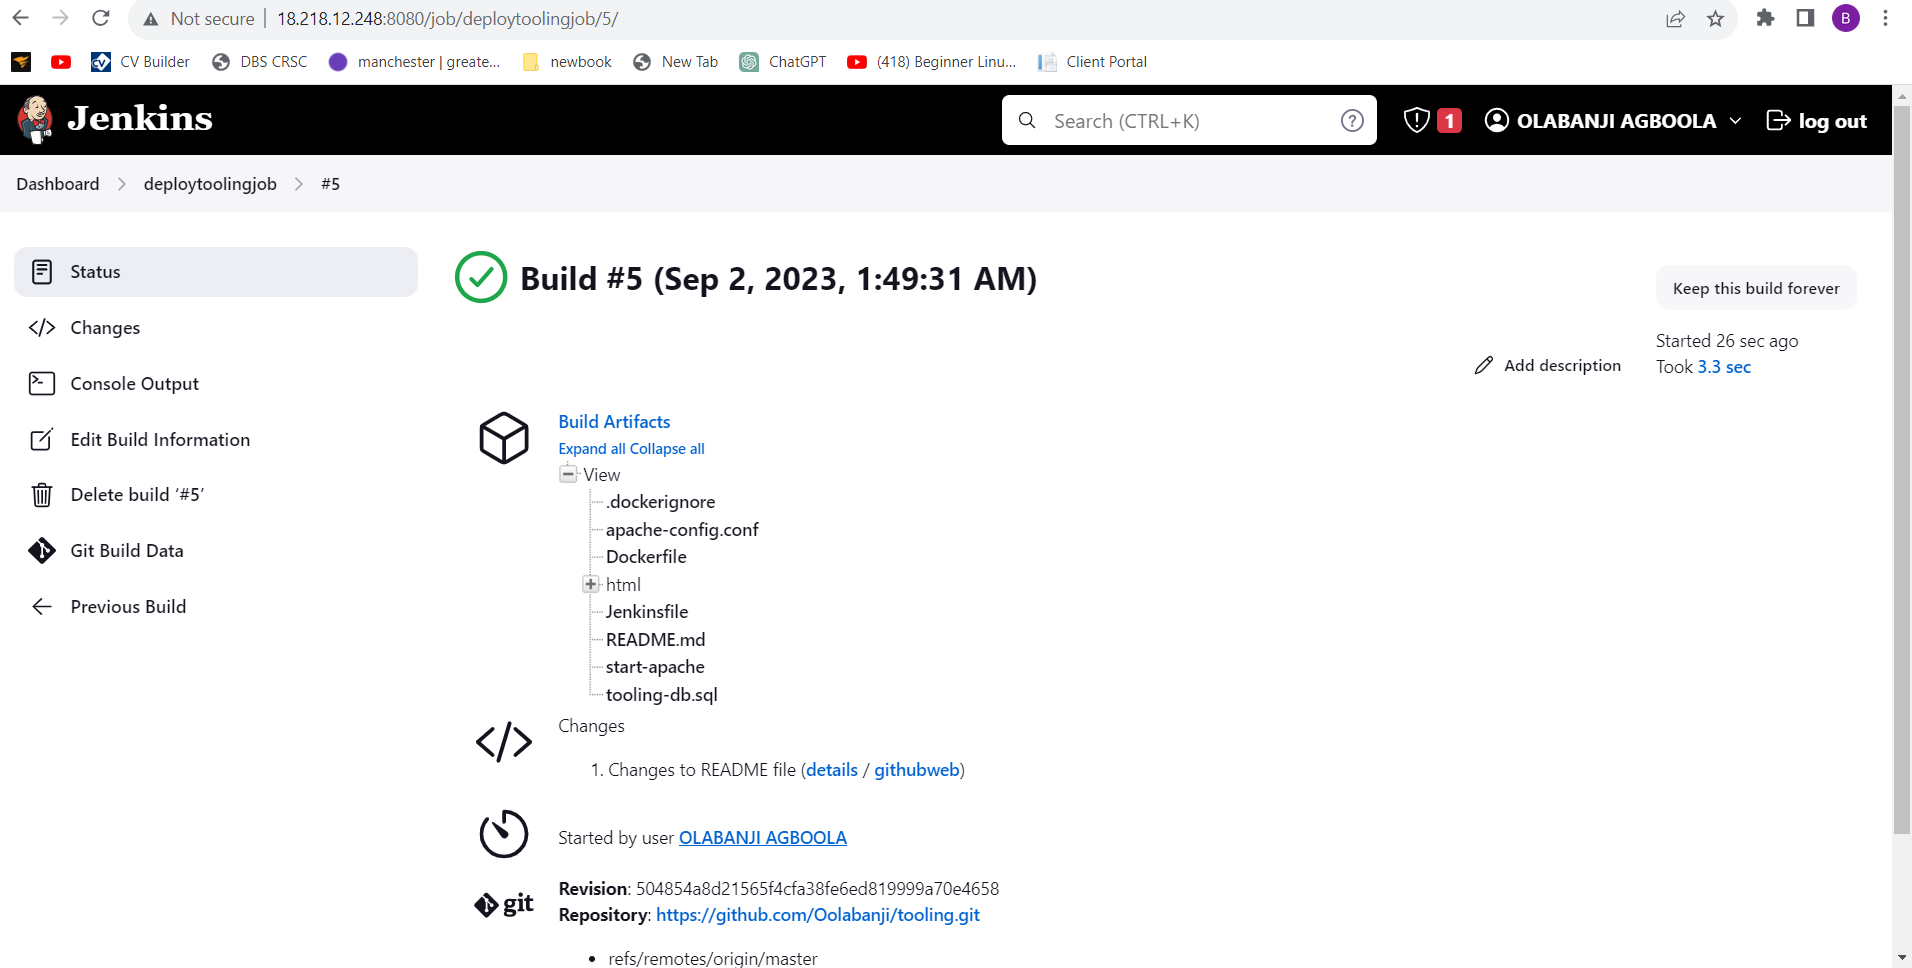 Not secure | 18.218.12.248:8080/job/deploytoolingjob/5/
B
CV Builder DBS CRSC manchester | greate... newbook New Tab ChatGPT (418) Beginner Linu... Client Portal
Jenkins Search (CTRL+K) ? 1 OLABANJI AGBOOLA log out
Dashboard > deploytoolingjob > #5
Status
Changes
Console Output
Edit Build Information
Delete build ‘#5’
Git Build Data
Previous Build
Build #5 (Sep 2, 2023, 1:49:31 AM)
Keep this build forever
Started 26 sec ago
Add description
Took 3.3 sec
Build Artifacts
Expand all Collapse all
View
.dockerignore
apache-config.conf
Dockerfile
html
Jenkinsfile
README.md
start-apache
tooling-db.sql
Changes
1. Changes to README file (details / githubweb)
Started by user OLABANJI AGBOOLA
git
Revision: 504854a8d21565f4cfa38fe6ed819999a70e4658
Repository: https://github.com/Oolabanji/tooling.git
• refs/remotes/origin/master